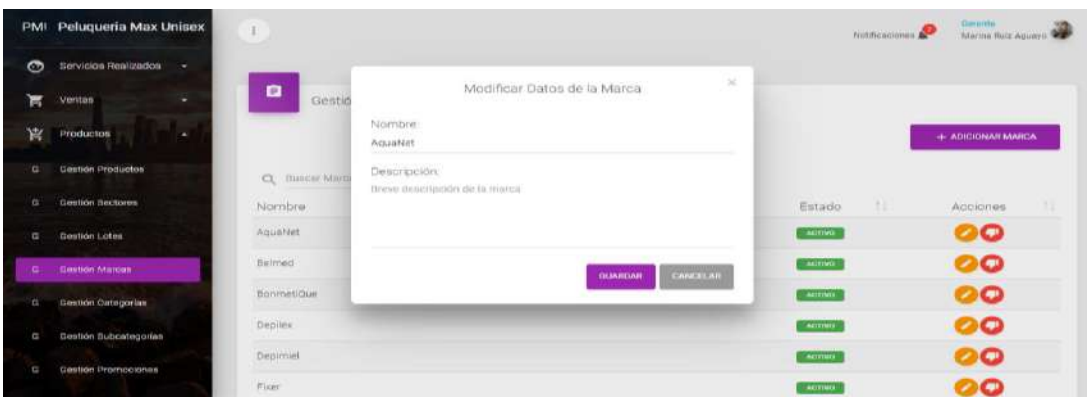 PMI Peluqueria Max Unisex
Notificaciones
Gerente
Marina Ruiz Aguayo
Servicios Realizados
Ventas
Productos
G Gestión Productos
G Gestión Sectores
G Gestión Lotes
G Gestión Marcas
G Gestión Categorías
G Gestión Subcategorías
G Gestión Promociones
Gestió
+ ADICIONAR MARCA
Buscar Marc
Nombre Estado Acciones
AquaNet ACTIVO
Belmed ACTIVO
BonmetiQue ACTIVO
Depilex ACTIVO
Depimiel ACTIVO
Fixer ACTIVO
Modificar Datos de la Marca
Nombre:
AquaNet
Descripción:
Breve descripción de la marca
GUARDAR CANCELAR